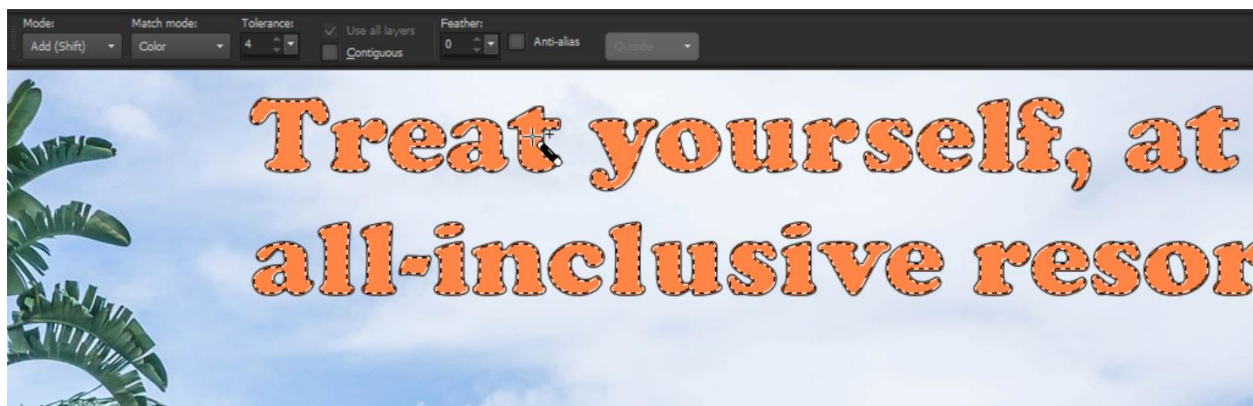 Mode: Match mode: Tolerance: Feather:
Use all layers
Add (Shift) Color 4 0 Anti-alias Outside
Contiguous
Treat yourself, at
all-inclusive resor